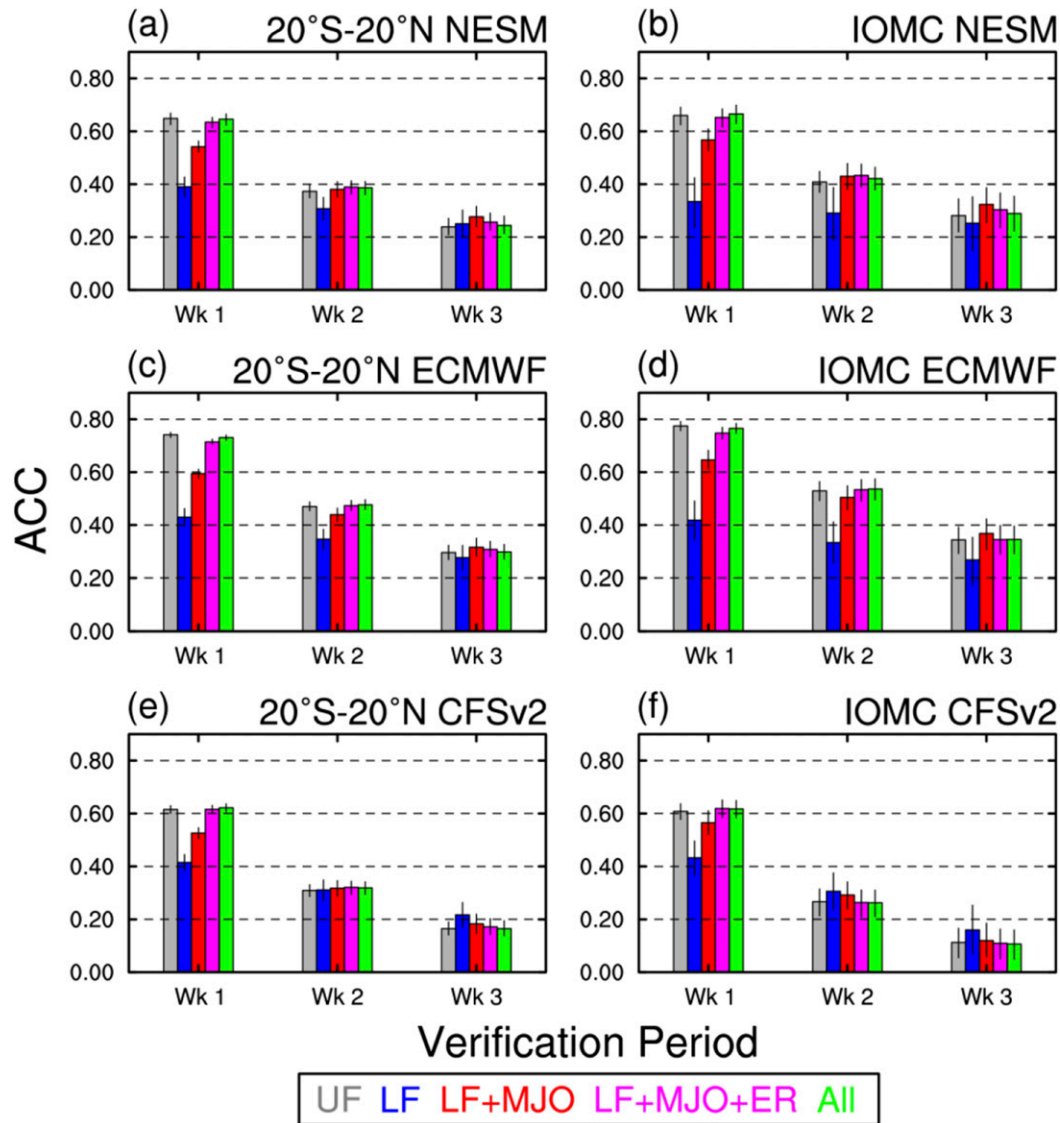 (a) 20°S-20°N NESM
0.80
0.60
0.40
0.20
0.00
Wk 1 Wk 2 Wk 3
(b) IOMC NESM
0.80
0.60
0.40
0.20
0.00
Wk 1 Wk 2 Wk 3
(c) 20°S-20°N ECMWF
0.80
0.60
0.40
0.20
0.00
Wk 1 Wk 2 Wk 3
(d) IOMC ECMWF
0.80
0.60
0.40
0.20
0.00
Wk 1 Wk 2 Wk 3
ACC
(e) 20°S-20°N CFSv2
0.80
0.60
0.40
0.20
0.00
Wk 1 Wk 2 Wk 3
(f) IOMC CFSv2
0.80
0.60
0.40
0.20
0.00
Wk 1 Wk 2 Wk 3
Verification Period
UF LF LF+MJO LF+MJO+ER All